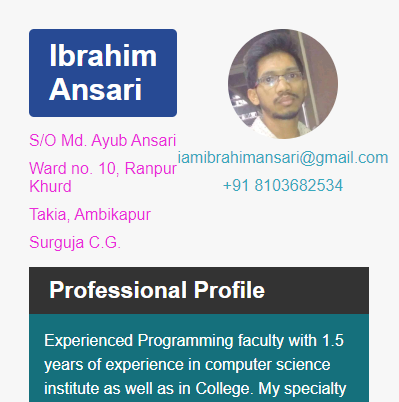 Ibrahim
Ansari
S/O Md. Ayub Ansari
Ward no. 10, Ranpur
Khurd
Takia, Ambikapur
Surguja C.G.
iamibrahimansari@gmail.com
+91 8103682534
Professional Profile
Experienced Programming faculty with 1.5
years of experience in computer science
institute as well as in College. My specialty